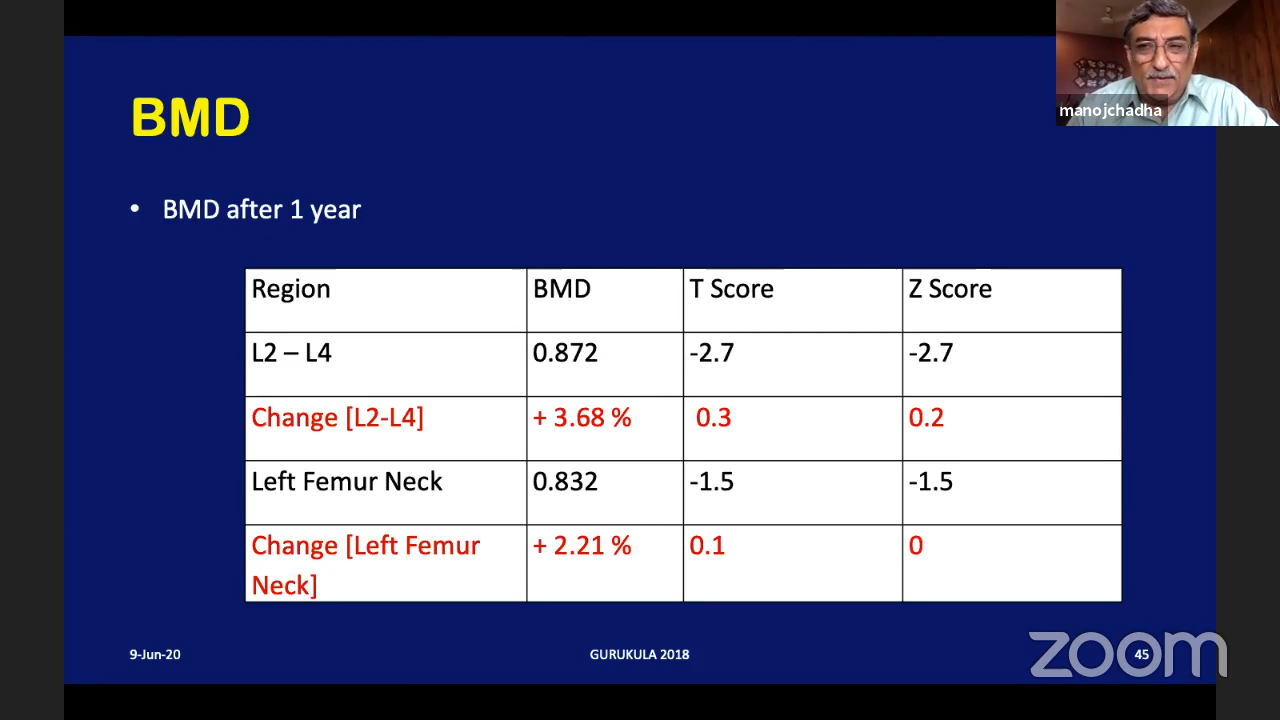 manojchadha
BMD
• BMD after 1 year
Region BMD T Score Z Score
L2 – L4 0.872 -2.7 -2.7
Change [L2-L4] + 3.68 % 0.3 0.2
Left Femur Neck 0.832 -1.5 -1.5
Change [Left Femur + 2.21 % 0.1 0
Neck]
9-Jun-20 GURUKULA 2018 45
zoom